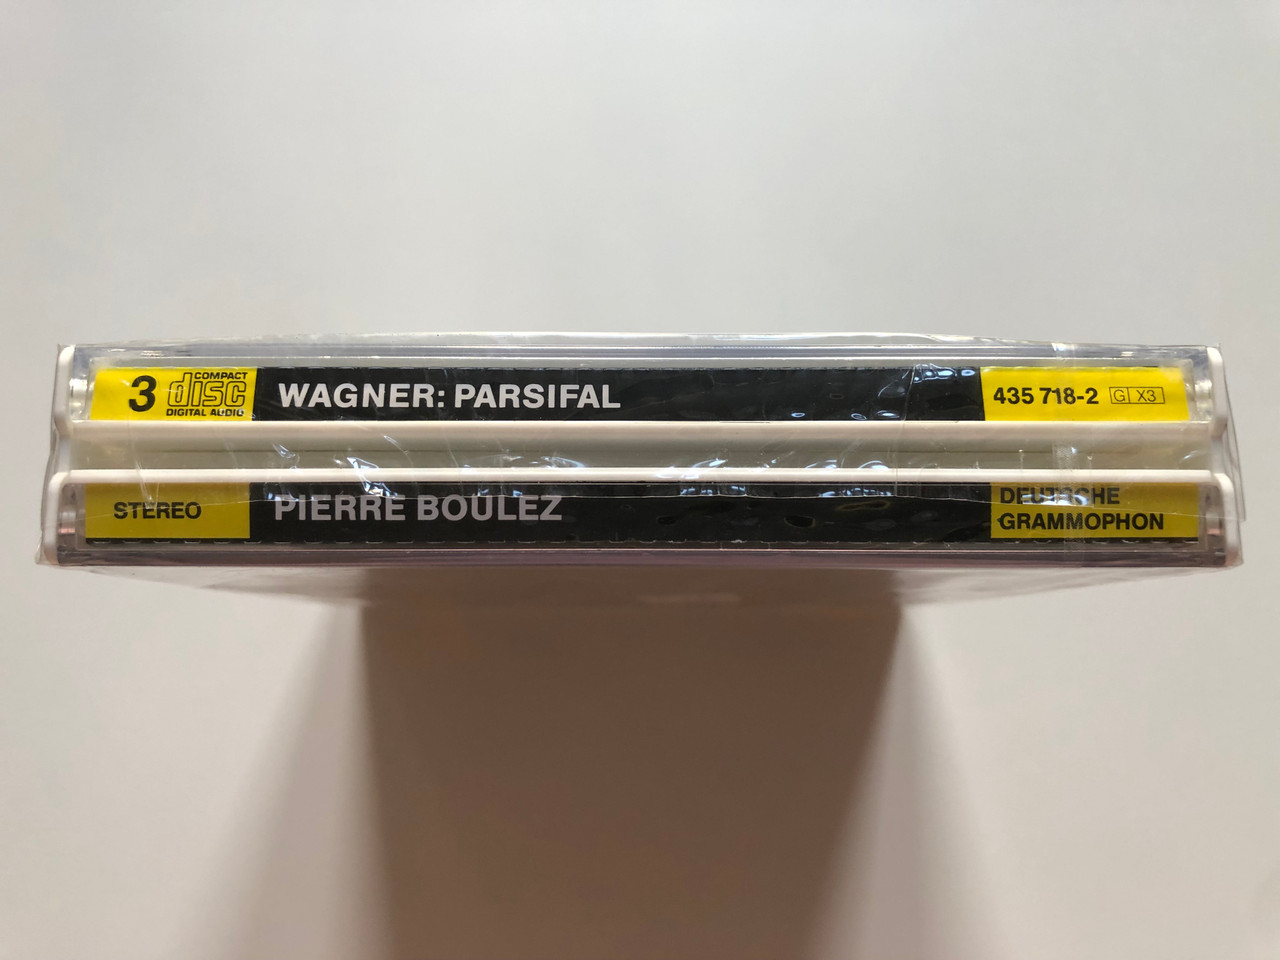 3 COMPACT disc DIGITAL AUDIO WAGNER: PARSIFAL 435 718-2 G X3
STEREO PIERRE BOULEZ DEUTSCHE
GRAMMOPHON